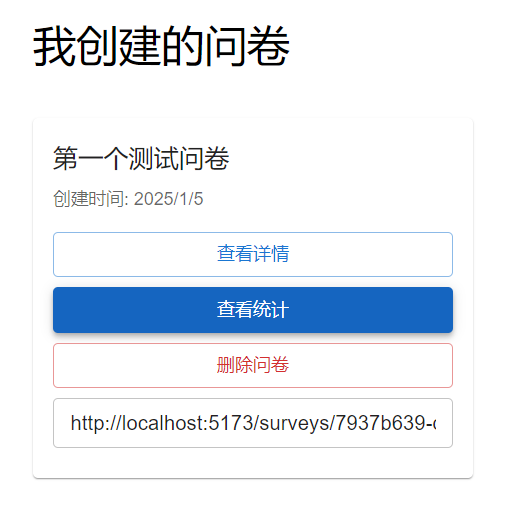 我创建的问卷
第一个测试问卷
创建时间: 2025/1/5
查看详情
查看统计
删除问卷
http://localhost:5173/surveys/7937b639-